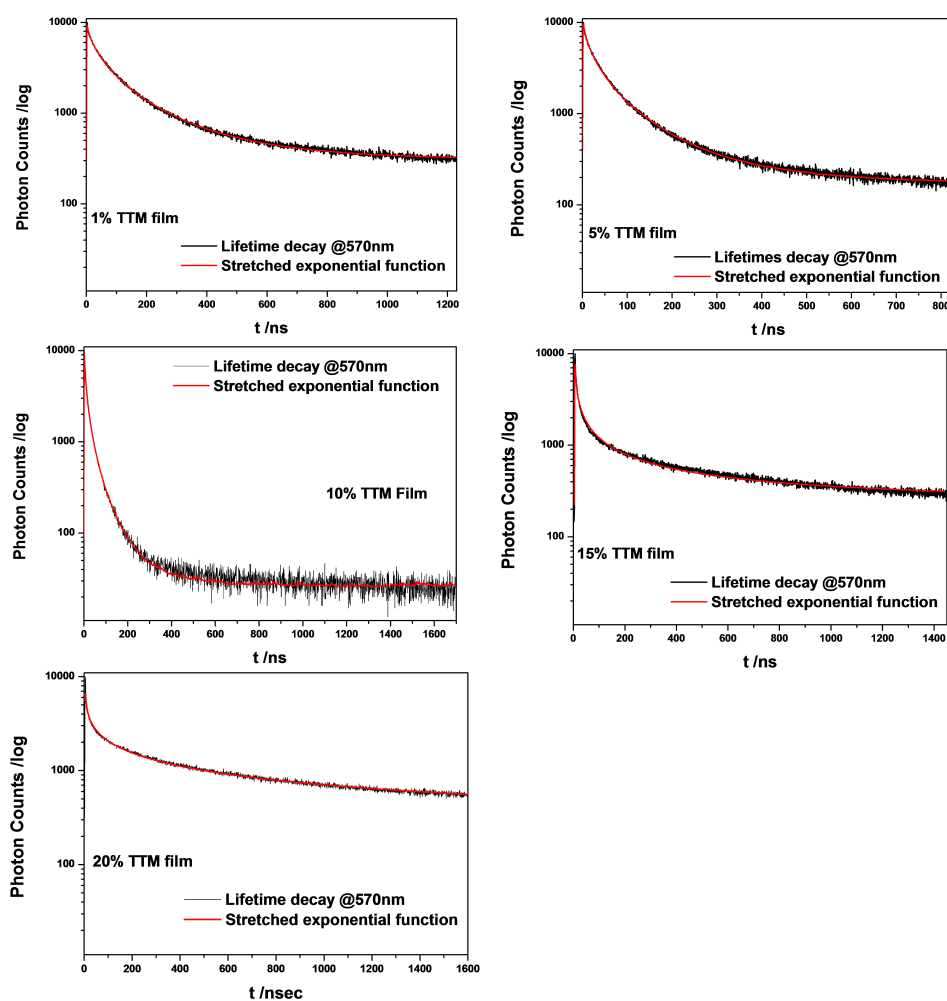 10000
1000
100
Photon Counts /log
1% TTM film
Lifetime decay @570nm
Stretched exponential function
0 200 400 600 800 1000 1200
t /ns
10000
1000
100
Photon Counts /log
5% TTM film
Lifetimes decay @570nm
Stretched exponential function
0 100 200 300 400 500 600 700 800
t /ns
10000
1000
100
Photon Counts /log
Lifetime decay @570nm
Stretched exponential function
10% TTM Film
0 200 400 600 800 1000 1200 1400 1600
t /ns
10000
1000
100
Photon Counts /log
15% TTM film
Lifetime decay @570nm
Stretched exponential function
0 200 400 600 800 1000 1200 1400
t /ns
10000
1000
100
Photon Counts /log
20% TTM film
Lifetime decay @570nm
Stretched exponential function
0 200 400 600 800 1000 1200 1400 1600
t /nsec